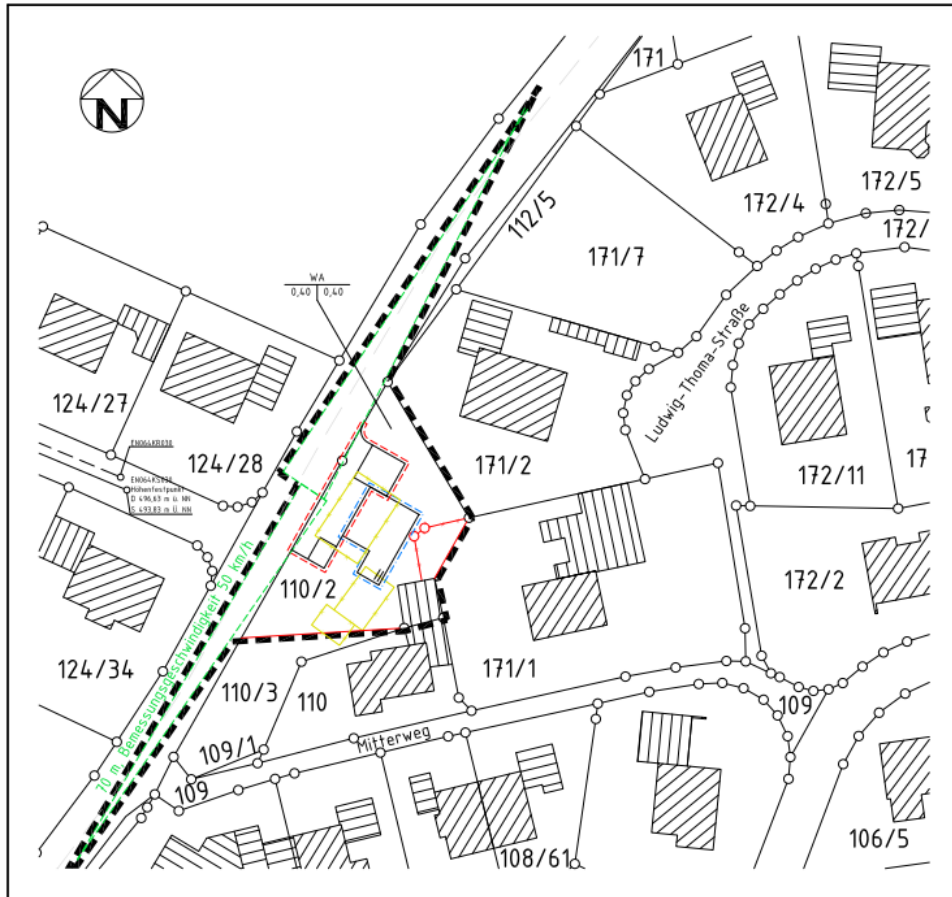 N
171
172/5
172/4
172/
112/5
171/7
WA
0,40 0,40
Ludwig-Thoma-Straße
124/27
EN064KR030
124/28
171/2
172/11
17
EN064KS030
Höhenfestpunkt
D 496,63 m ü. NN
S 493,83 m Ü. NN
70 m, Bemessungsgeschwindigkeit 50 km/h
110/2
172/2
124/34
110/3
110
171/1
109
109/1
Mitterweg
109
106/5
108/61